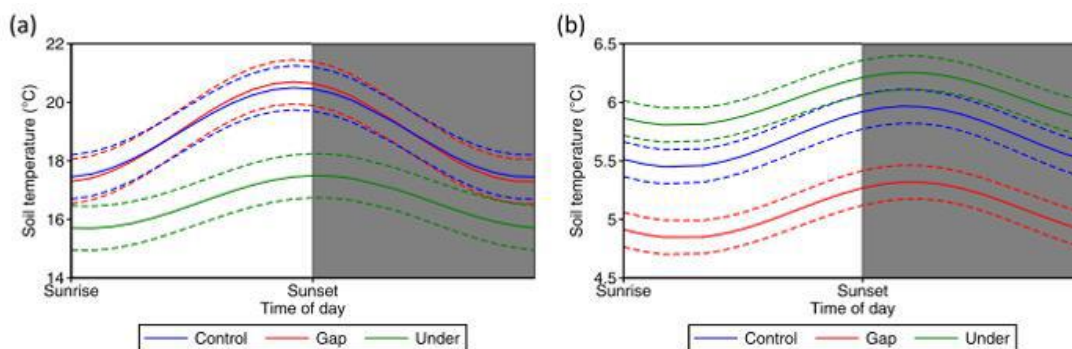 (a)
22
20
18
16
14
Soil temperature (°C)
Sunrise
Sunset
Time of day
Control
Gap
Under
(b)
6.5
6
5.5
5
4.5
Soil temperature (°C)
Sunrise
Sunset
Time of day
Control
Gap
Under